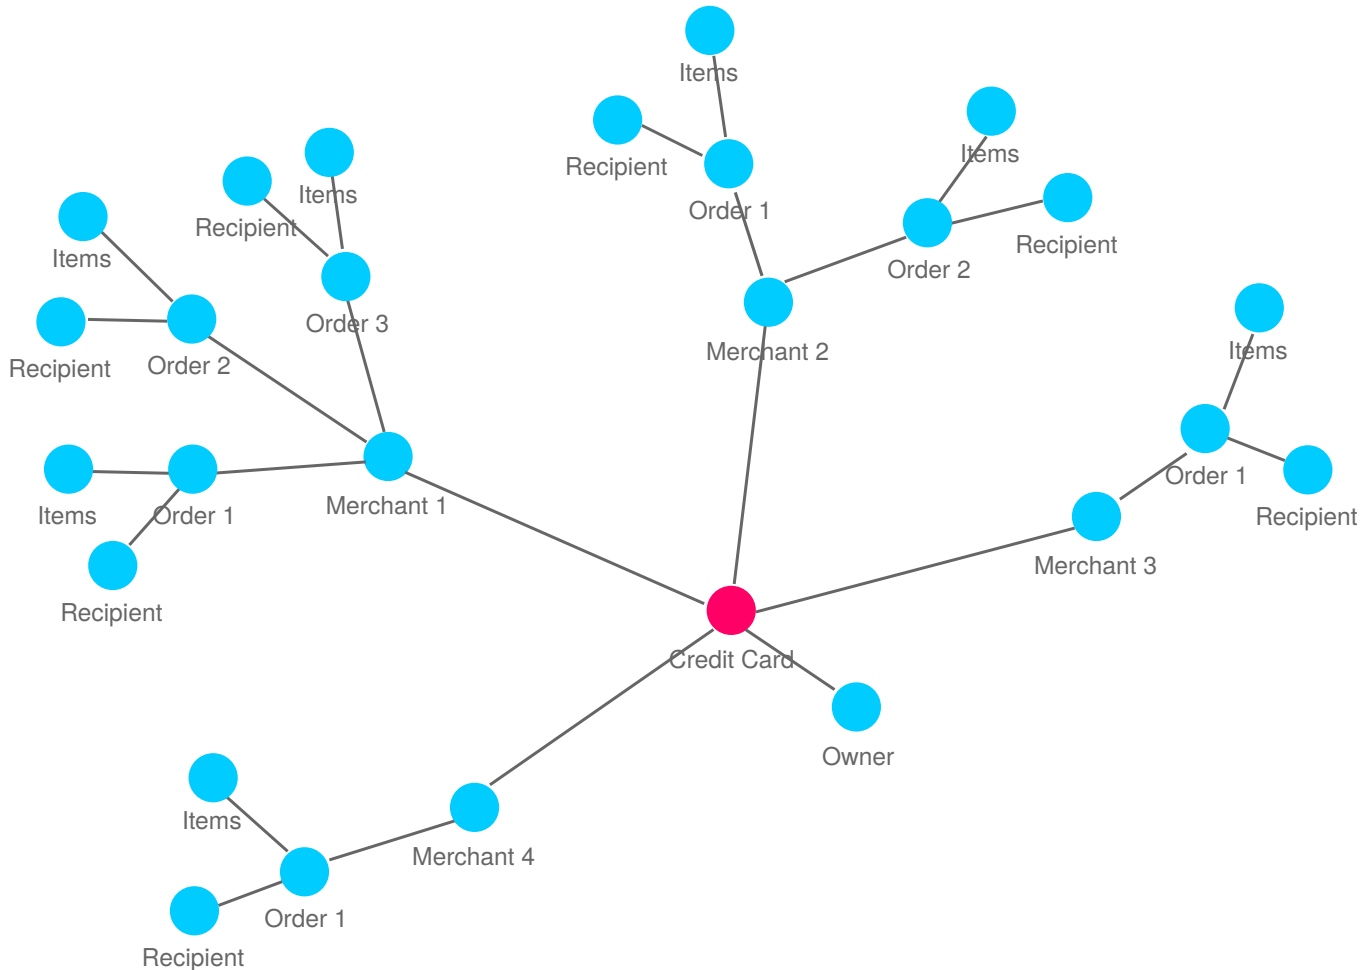 Items
Items
Recipient
Items
Recipient
Order 1
Recipient
Recipient
Items
Order 2
Order 3
Merchant 2
Items
Order 2
Recipient
Order 1
Merchant 1
Items
Order 1
Recipient
Merchant 3
Recipient
Credit Card
Owner
Items
Merchant 4
Order 1
Recipient